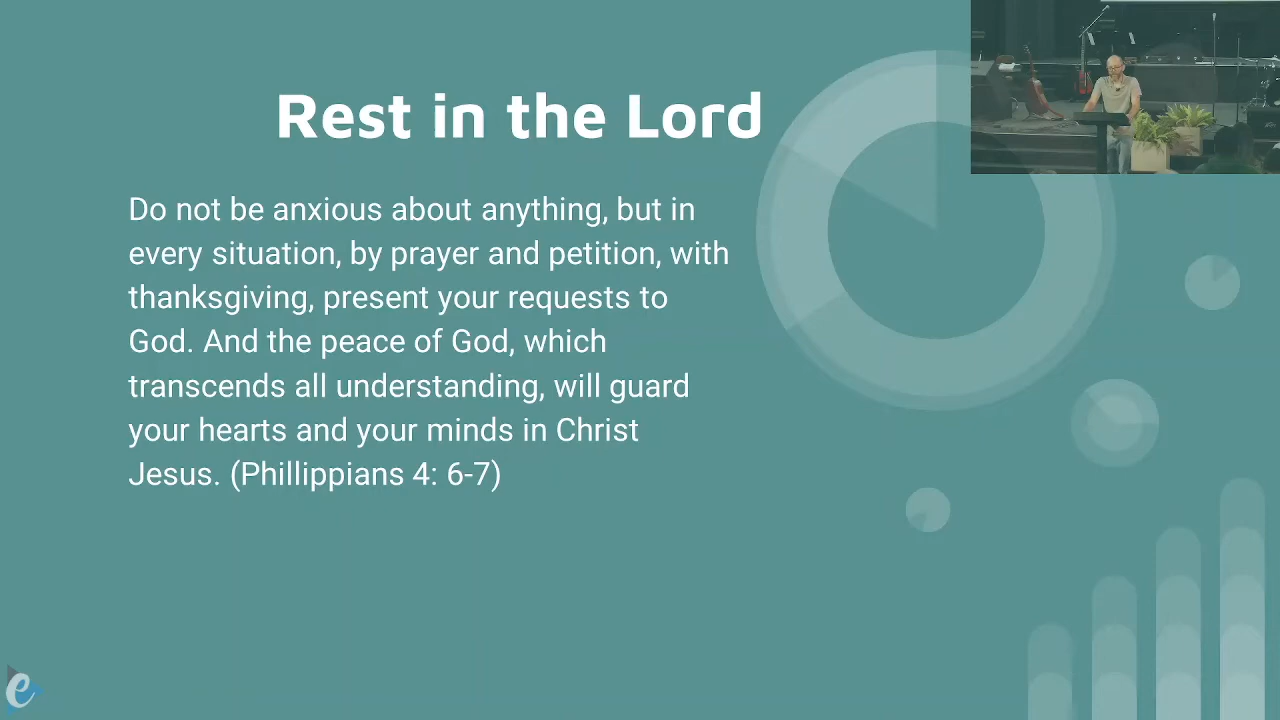 Rest in the Lord
Do not be anxious about anything, but in
every situation, by prayer and petition, with
thanksgiving, present your requests to
God. And the peace of God, which
transcends all understanding, will guard
your hearts and your minds in Christ
Jesus. (Phillippians 4: 6-7)
e